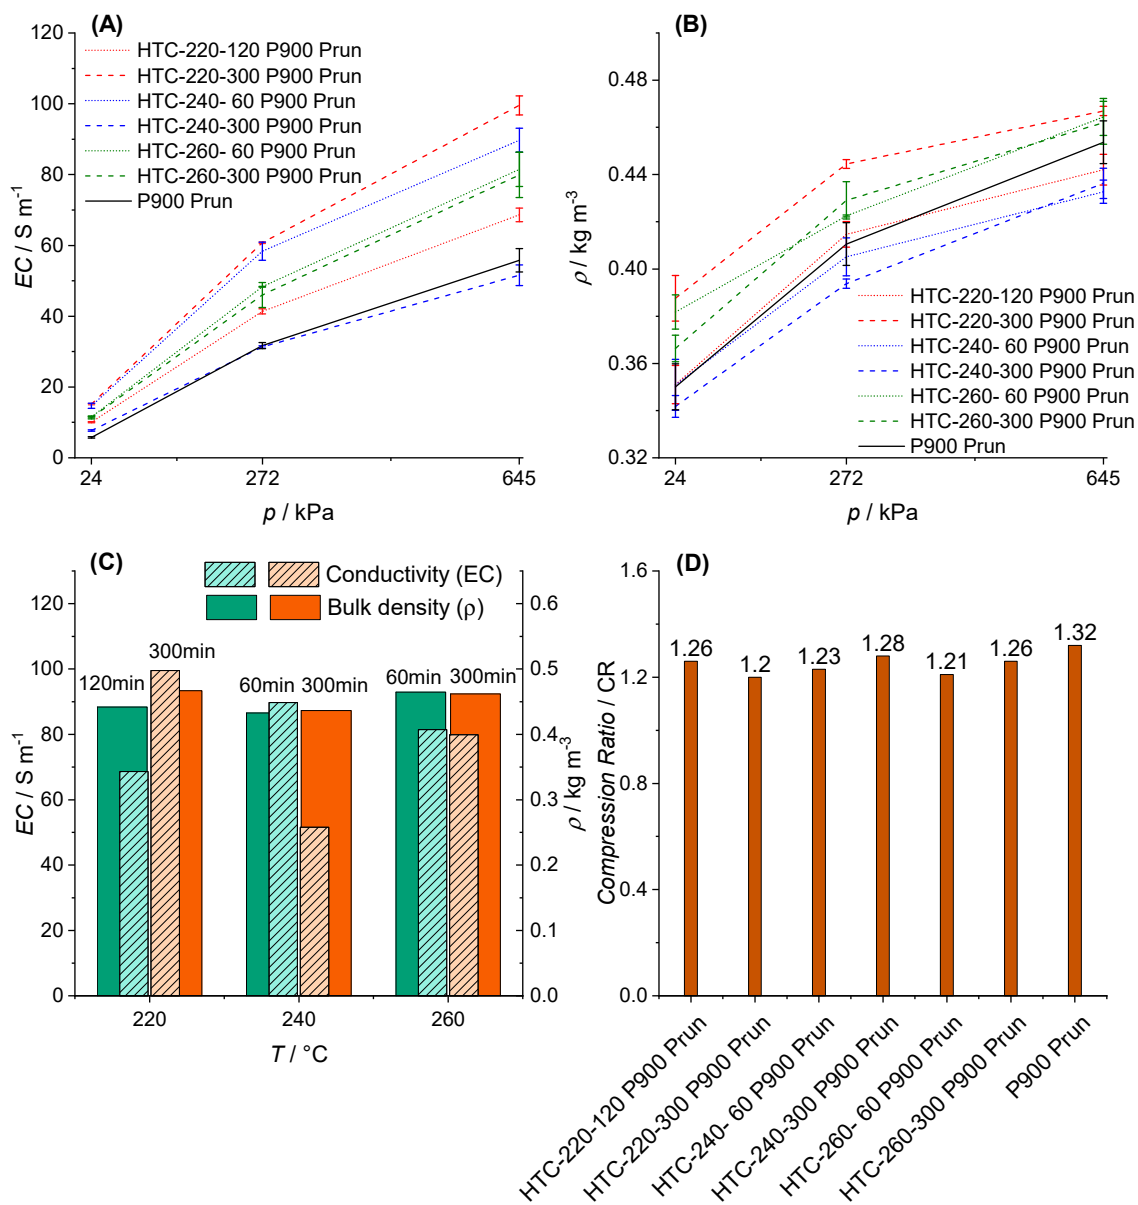 (A)
120
100
80
60
40
20
0
EC / S m-1
HTC-220-120 P900 Prun
HTC-220-300 P900 Prun
HTC-240- 60 P900 Prun
HTC-240-300 P900 Prun
HTC-260- 60 P900 Prun
HTC-260-300 P900 Prun
P900 Prun
24 272 645
p / kPa
(B)
0.48
0.44
0.40
0.36
0.32
ρ / kg m-3
HTC-220-120 P900 Prun
HTC-220-300 P900 Prun
HTC-240- 60 P900 Prun
HTC-240-300 P900 Prun
HTC-260- 60 P900 Prun
HTC-260-300 P900 Prun
P900 Prun
24 272 645
p / kPa
(C)
Conductivity (EC)
Bulk density (ρ)
120
100
80
60
40
20
0
EC / S m-1
120min 300min 60min 300min 60min 300min
0.6
0.5
0.4
0.3
0.2
0.1
0.0
ρ / kg m-3
220 240 260
T / °C
(D)
1.6
1.2
0.8
0.4
0.0
Compression Ratio / CR
1.26 1.2 1.23 1.28 1.21 1.26 1.32
HTC-220-120 P900 Prun
HTC-220-300 P900 Prun
HTC-240- 60 P900 Prun
HTC-240-300 P900 Prun
HTC-260- 60 P900 Prun
HTC-260-300 P900 Prun
P900 Prun